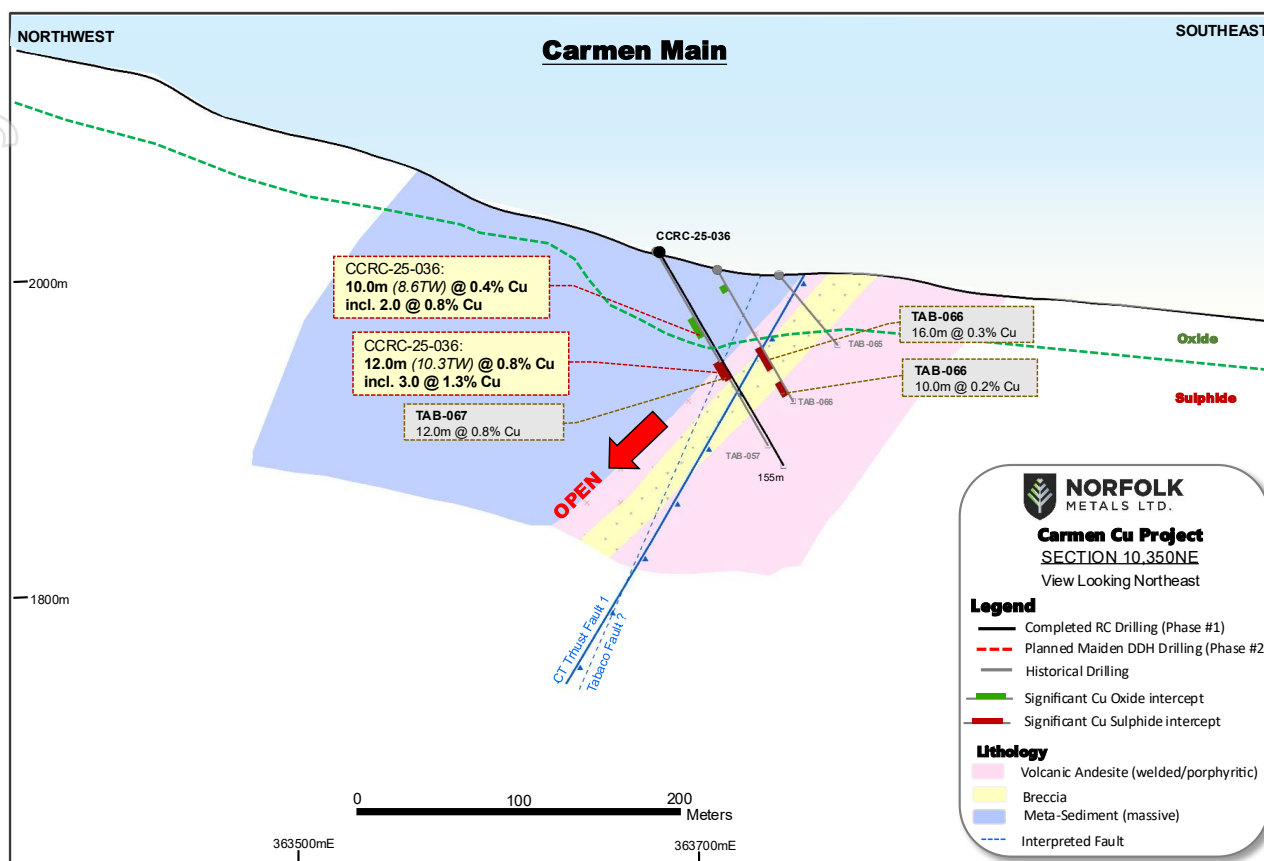 NORTHWEST
SOUTHEAST
Carmen Main
CCRC-25-036
2000m
CCRC-25-036:
10.0m (8.6TW) @ 0.4% Cu
incl. 2.0 @ 0.8% Cu
CCRC-25-036:
12.0m (10.3TW) @ 0.8% Cu
incl. 3.0 @ 1.3% Cu
TAB-067
12.0m @ 0.8% Cu
TAB-066
16.0m @ 0.3% Cu
TAB-066
10.0m @ 0.2% Cu
TAB-065
TAB-066
TAB-057
155m
Oxide
Sulphide
OPEN
1800m
CT Trhust Fault 1
Tabaco Fault ?
NORFOLK
METALS LTD.
Carmen Cu Project
SECTION 10,350NE
View Looking Northeast
Legend
Completed RC Drilling (Phase #1)
Planned Maiden DDH Drilling (Phase #2
Historical Drilling
Significant Cu Oxide intercept
Significant Cu Sulphide intercept
Lithology
Volcanic Andesite (welded/porphyritic)
Breccia
Meta-Sediment (massive)
Interpreted Fault
0 100 200
Meters
363500mE
363700mE